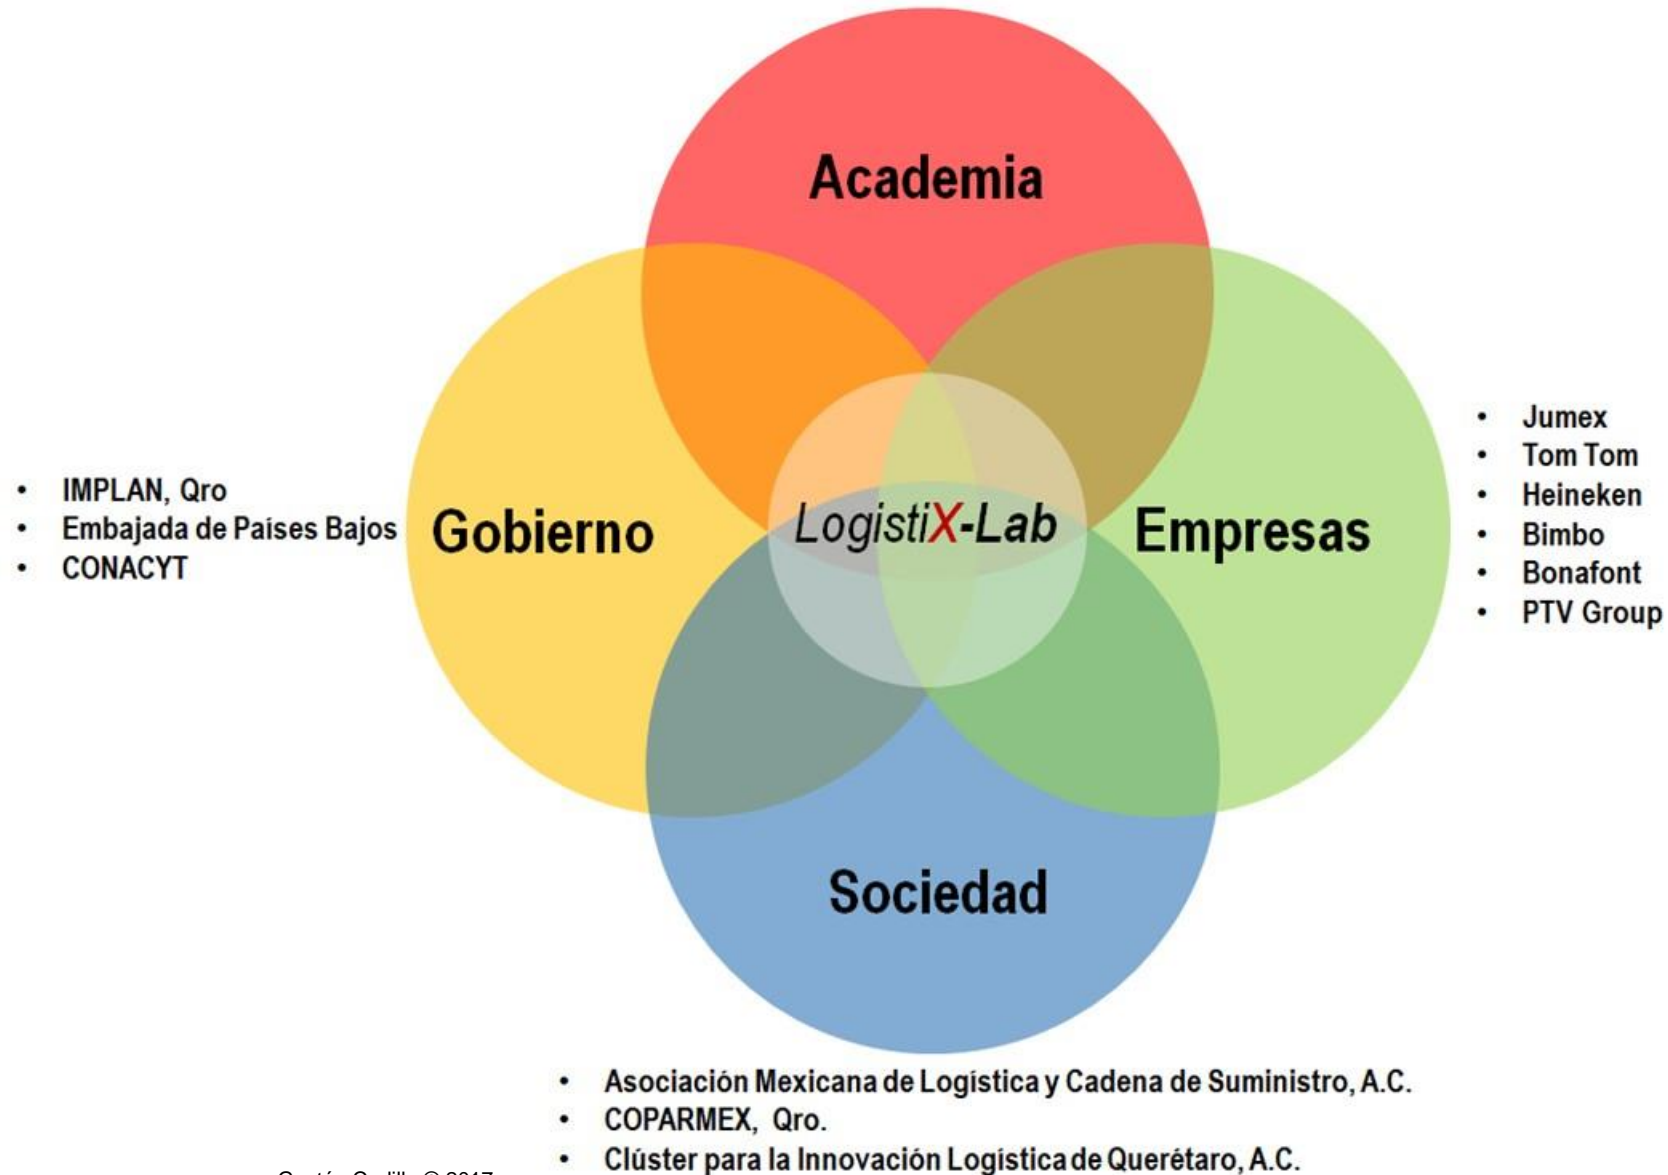 Academia
• Jumex
• Tom Tom
• Heineken
• Bimbo
• Bonafont
• PTV Group
• IMPLAN, Qro
• Embajada de Países Bajos
• CONACYT
Gobierno
LogistiX-Lab
Empresas
Sociedad
• Asociación Mexicana de Logística y Cadena de Suministro, A.C.
• COPARMEX, Qro.
• Clúster para la Innovación Logística de Querétaro, A.C.